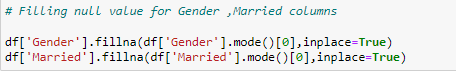 # Filling null value for Gender ,Married columns
df['Gender'].fillna(df['Gender'].mode()[0],inplace=True)
df['Married'].fillna(df['Married'].mode()[0],inplace=True)